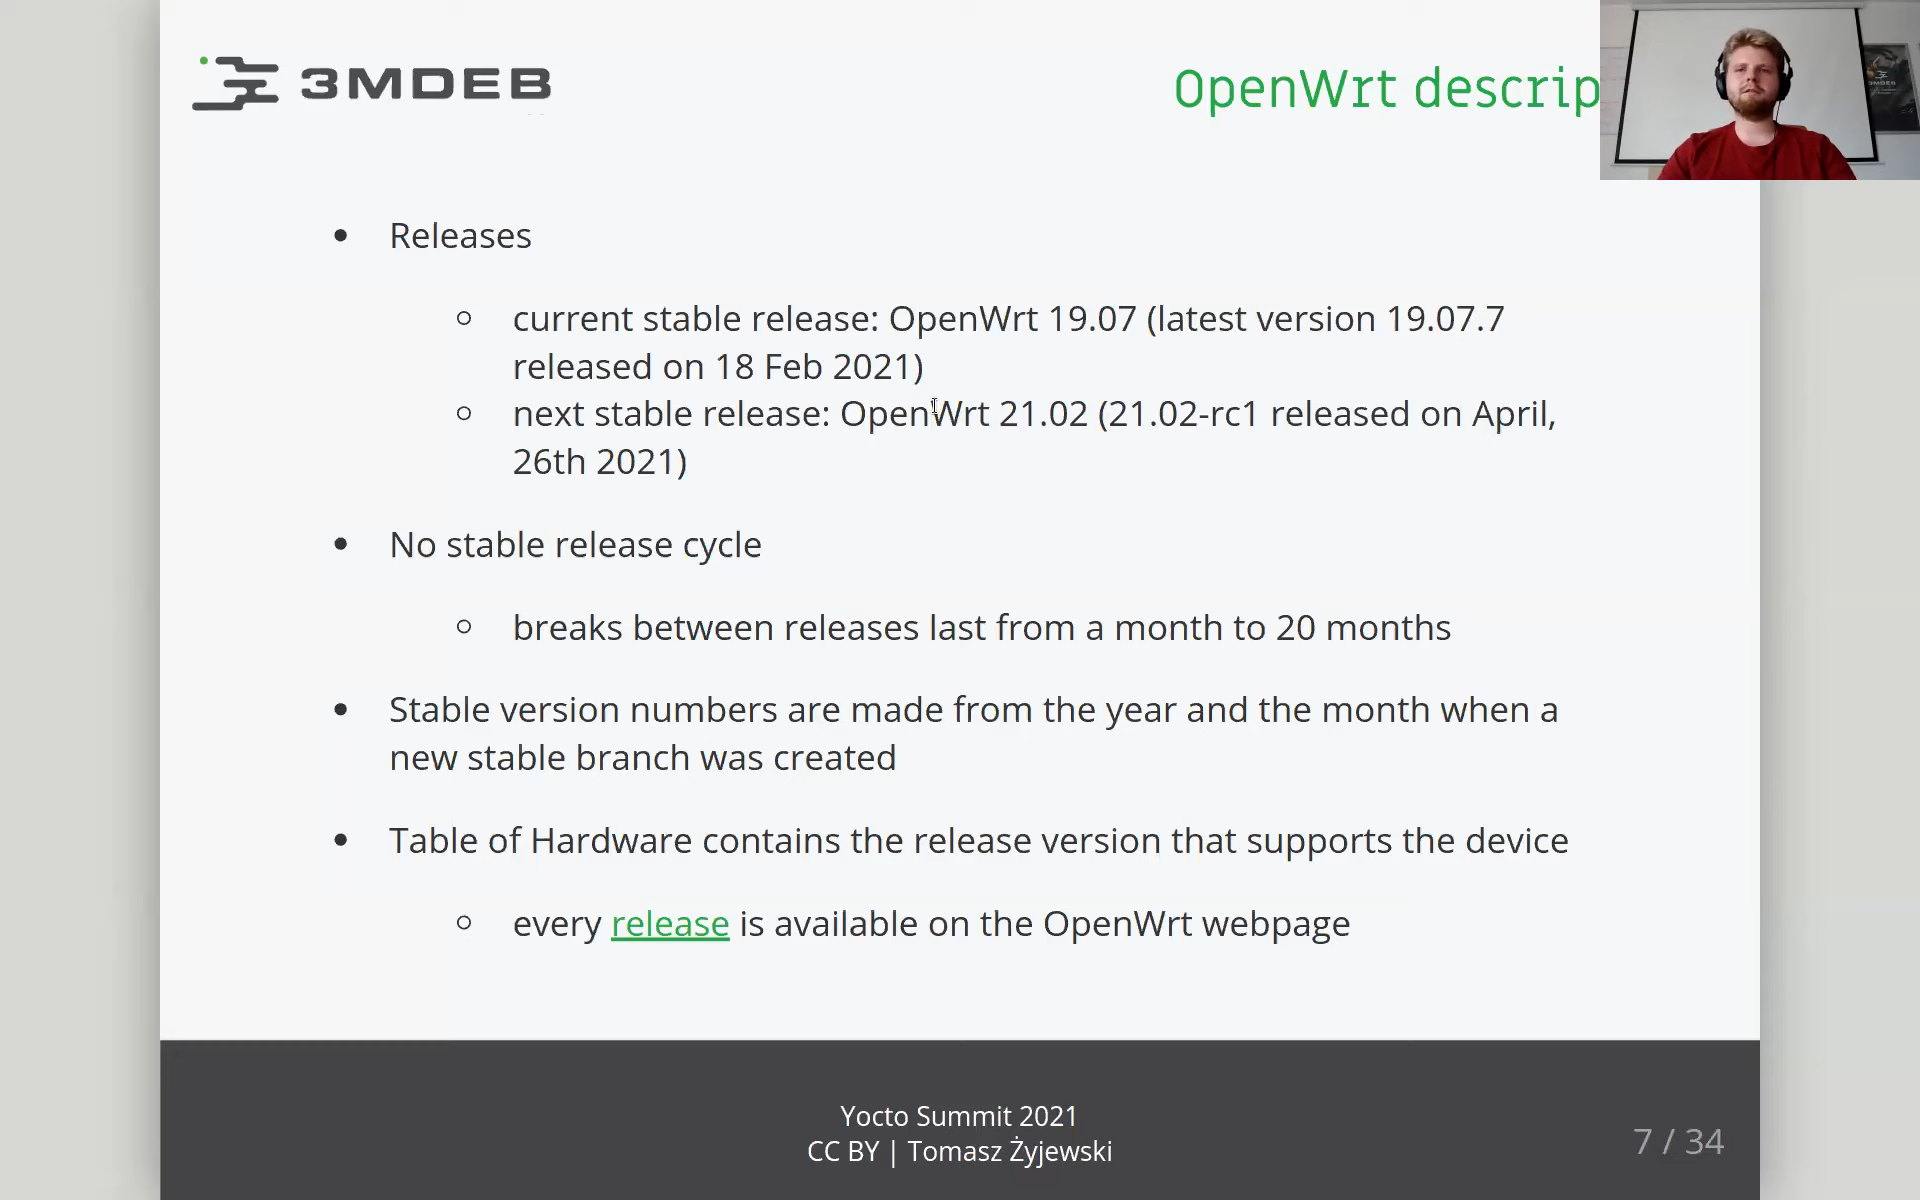 3MDEB
OpenWrt descrip
Releases
current stable release: OpenWrt 19.07 (latest version 19.07.7
released on 18 Feb 2021)
next stable release: OpenWrt 21.02 (21.02-rc1 released on April,
26th 2021)
No stable release cycle
breaks between releases last from a month to 20 months
Stable version numbers are made from the year and the month when a
new stable branch was created
Table of Hardware contains the release version that supports the device
every release is available on the OpenWrt webpage
Yocto Summit 2021
CC BY | Tomasz Żyjewski
7 / 34